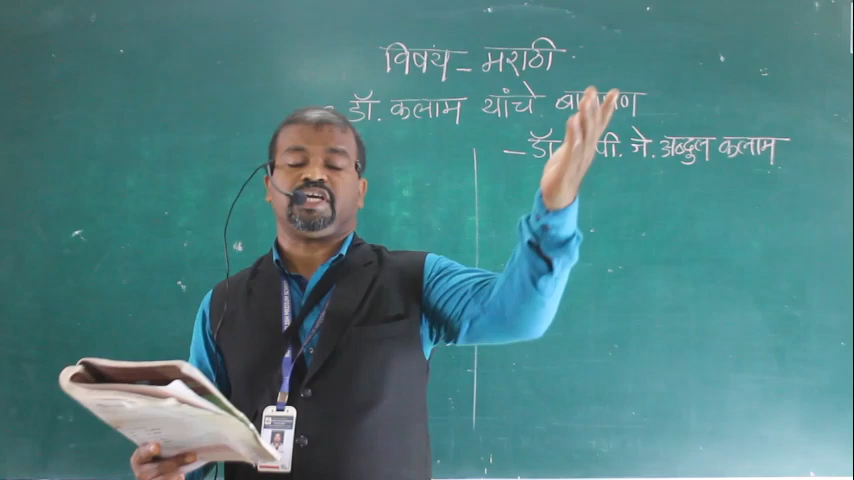 विषय - मराठी
डॉ. कलाम यांचे
- डॉ. पी. जे. अब्दुल कलाम